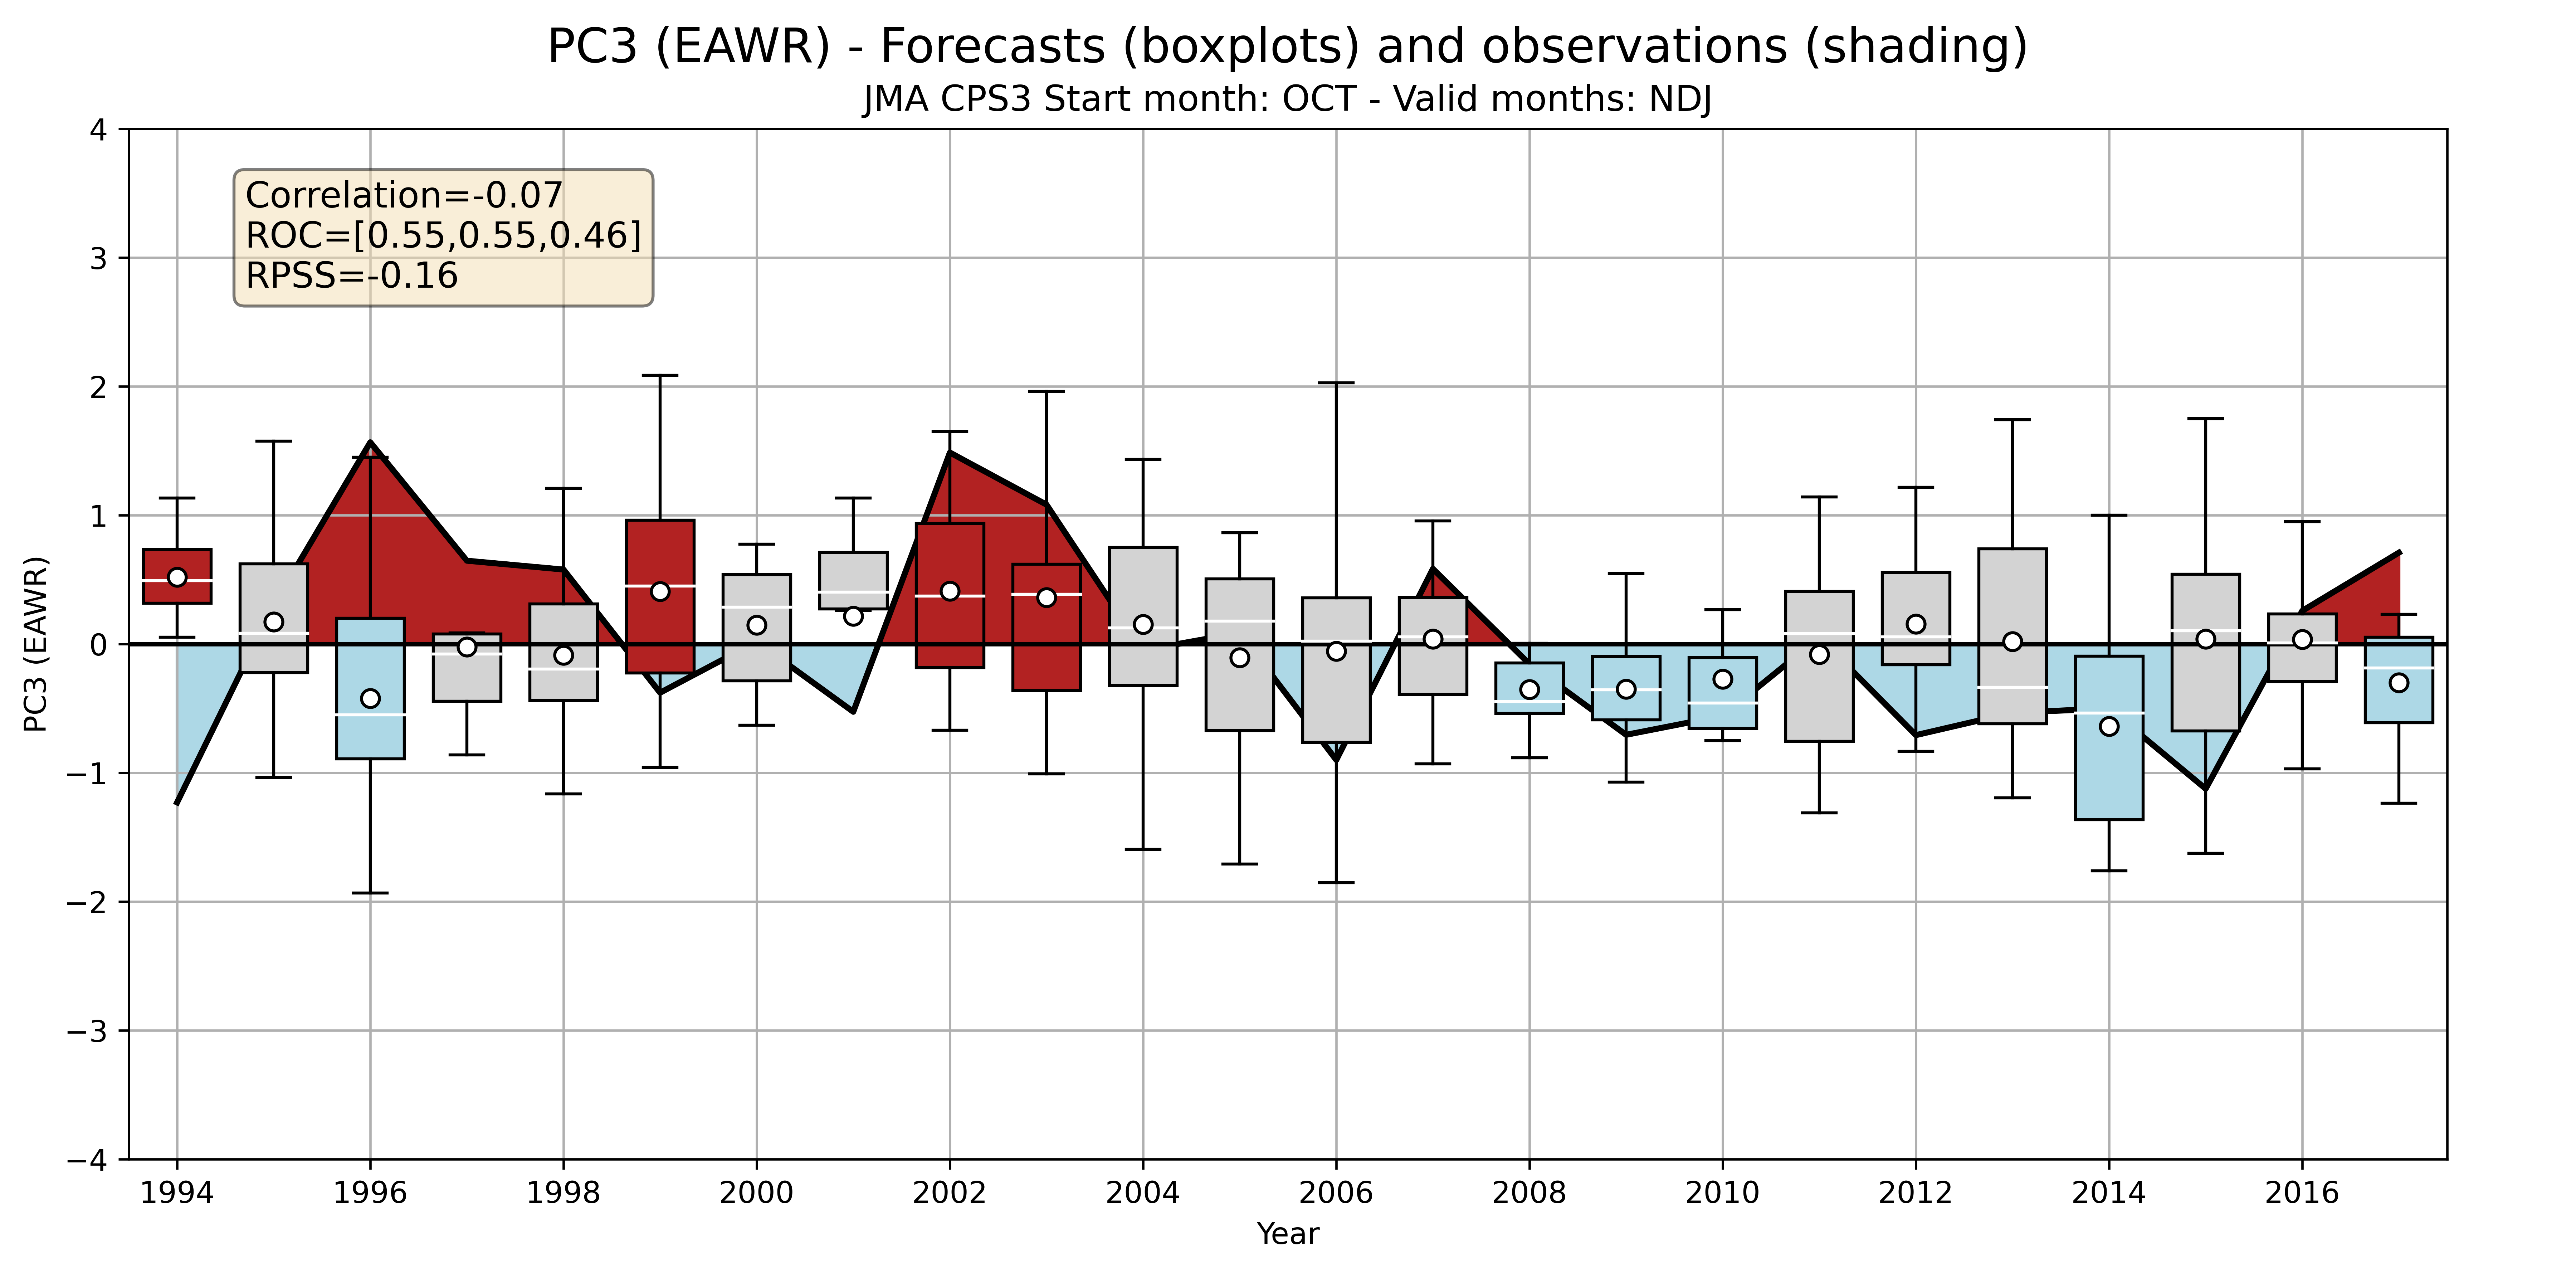 PC3 (EAWR) - Forecasts (boxplots) and observations (shading)
JMA CPS3 Start month: OCT - Valid months: NDJ
Correlation=-0.07
ROC=[0.55,0.55,0.46]
RPSS=-0.16
PC3 (EAWR)
4
3
2
1
0
−1
−2
−3
−4
1994 1996 1998 2000 2002 2004 2006 2008 2010 2012 2014 2016
Year